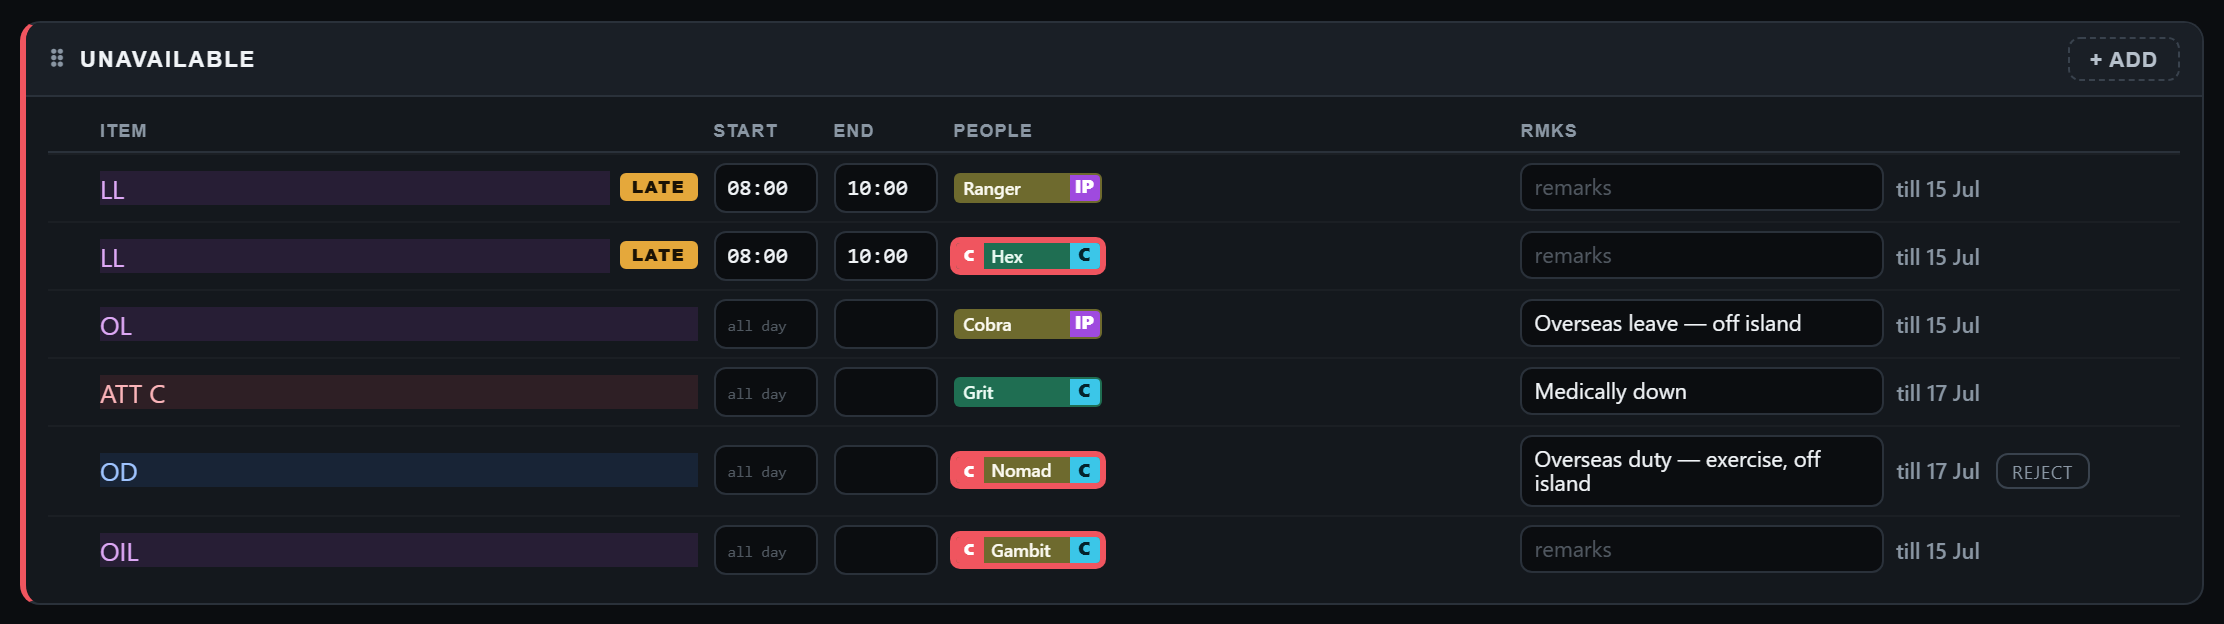 UNAVAILABLE
+ ADD
ITEM START END PEOPLE RMKS
LL LATE 08:00 10:00 Ranger IP remarks till 15 Jul
LL LATE 08:00 10:00 C Hex C remarks till 15 Jul
OL all day Cobra IP Overseas leave — off island till 15 Jul
ATT C all day Grit C Medically down till 17 Jul
OD all day C Nomad C Overseas duty — exercise, off
island till 17 Jul REJECT
OIL all day C Gambit C remarks till 15 Jul